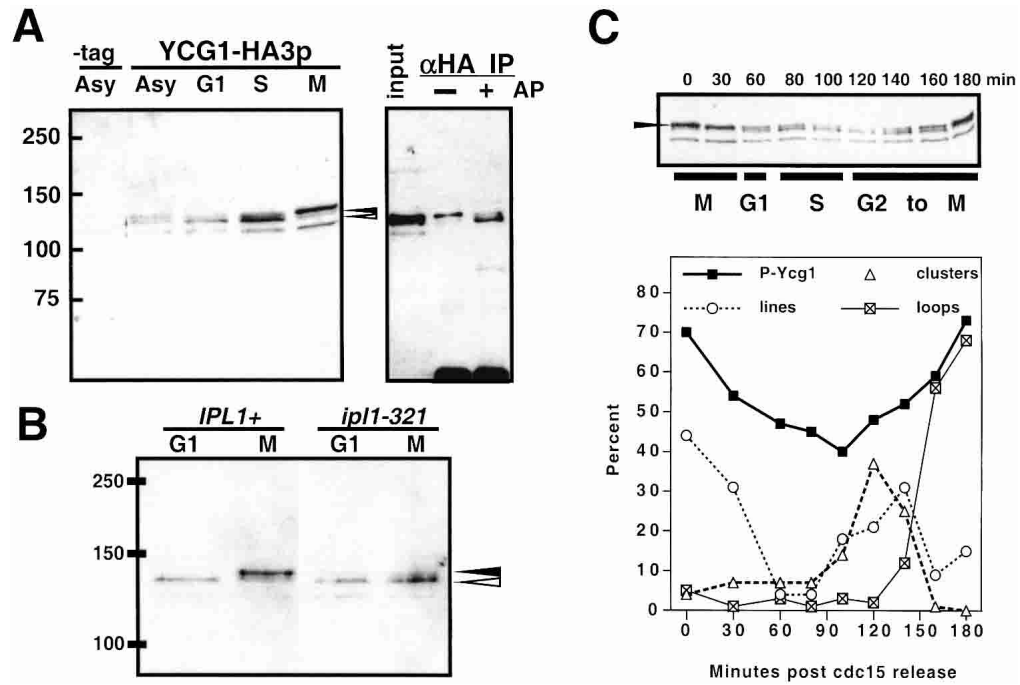 A
-tag YCG1-HA3p
Asy Asy G1 S M
250
150
100
75
input αHA IP
− + AP
B
IPL1+ ipl1-321
G1 M G1 M
250
150
100
C
0 30 60 80 100 120 140 160 180 min
M G1 S G2 to M
P-Ycg1 clusters
lines loops
80
70
60
50
40
30
20
10
0
Percent
0 30 60 90 120 150 180
Minutes post cdc15 release